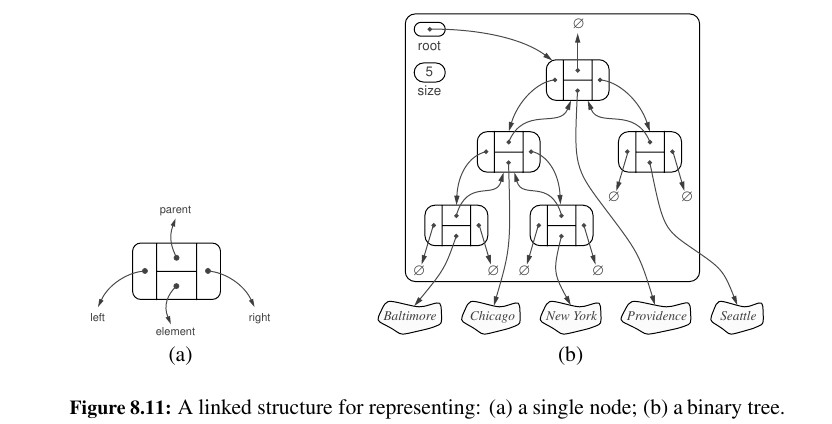 ∅
root
5
size
parent
left
right
element
∅ ∅
∅ ∅ ∅ ∅
Baltimore Chicago New York Providence Seattle
(a) (b)
Figure 8.11: A linked structure for representing: (a) a single node; (b) a binary tree.